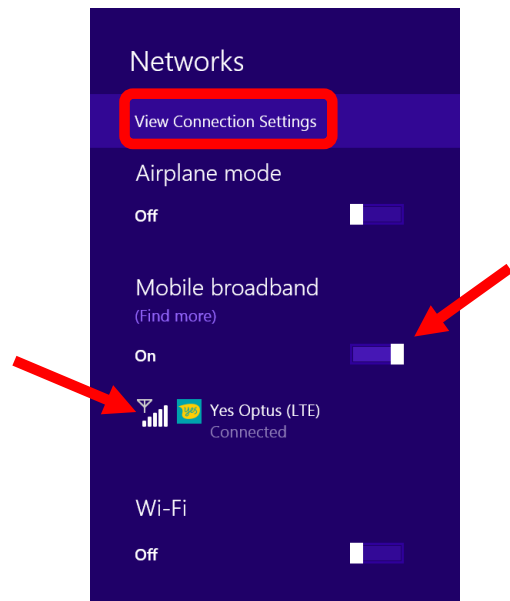 Networks
View Connection Settings
Airplane mode
Off
Mobile broadband
(Find more)
On
yes Yes Optus (LTE)
Connected
Wi-Fi
Off